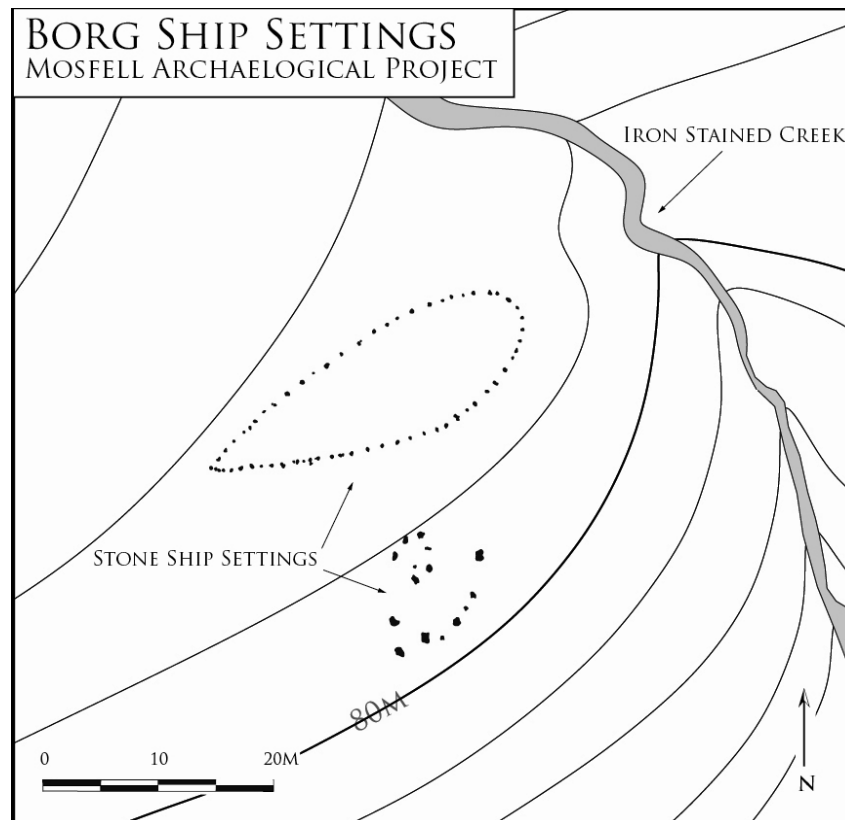 BORG SHIP SETTINGS
MOSFELL ARCHAELOGICAL PROJECT
IRON STAINED CREEK
STONE SHIP SETTINGS
80M
0 10 20M
N